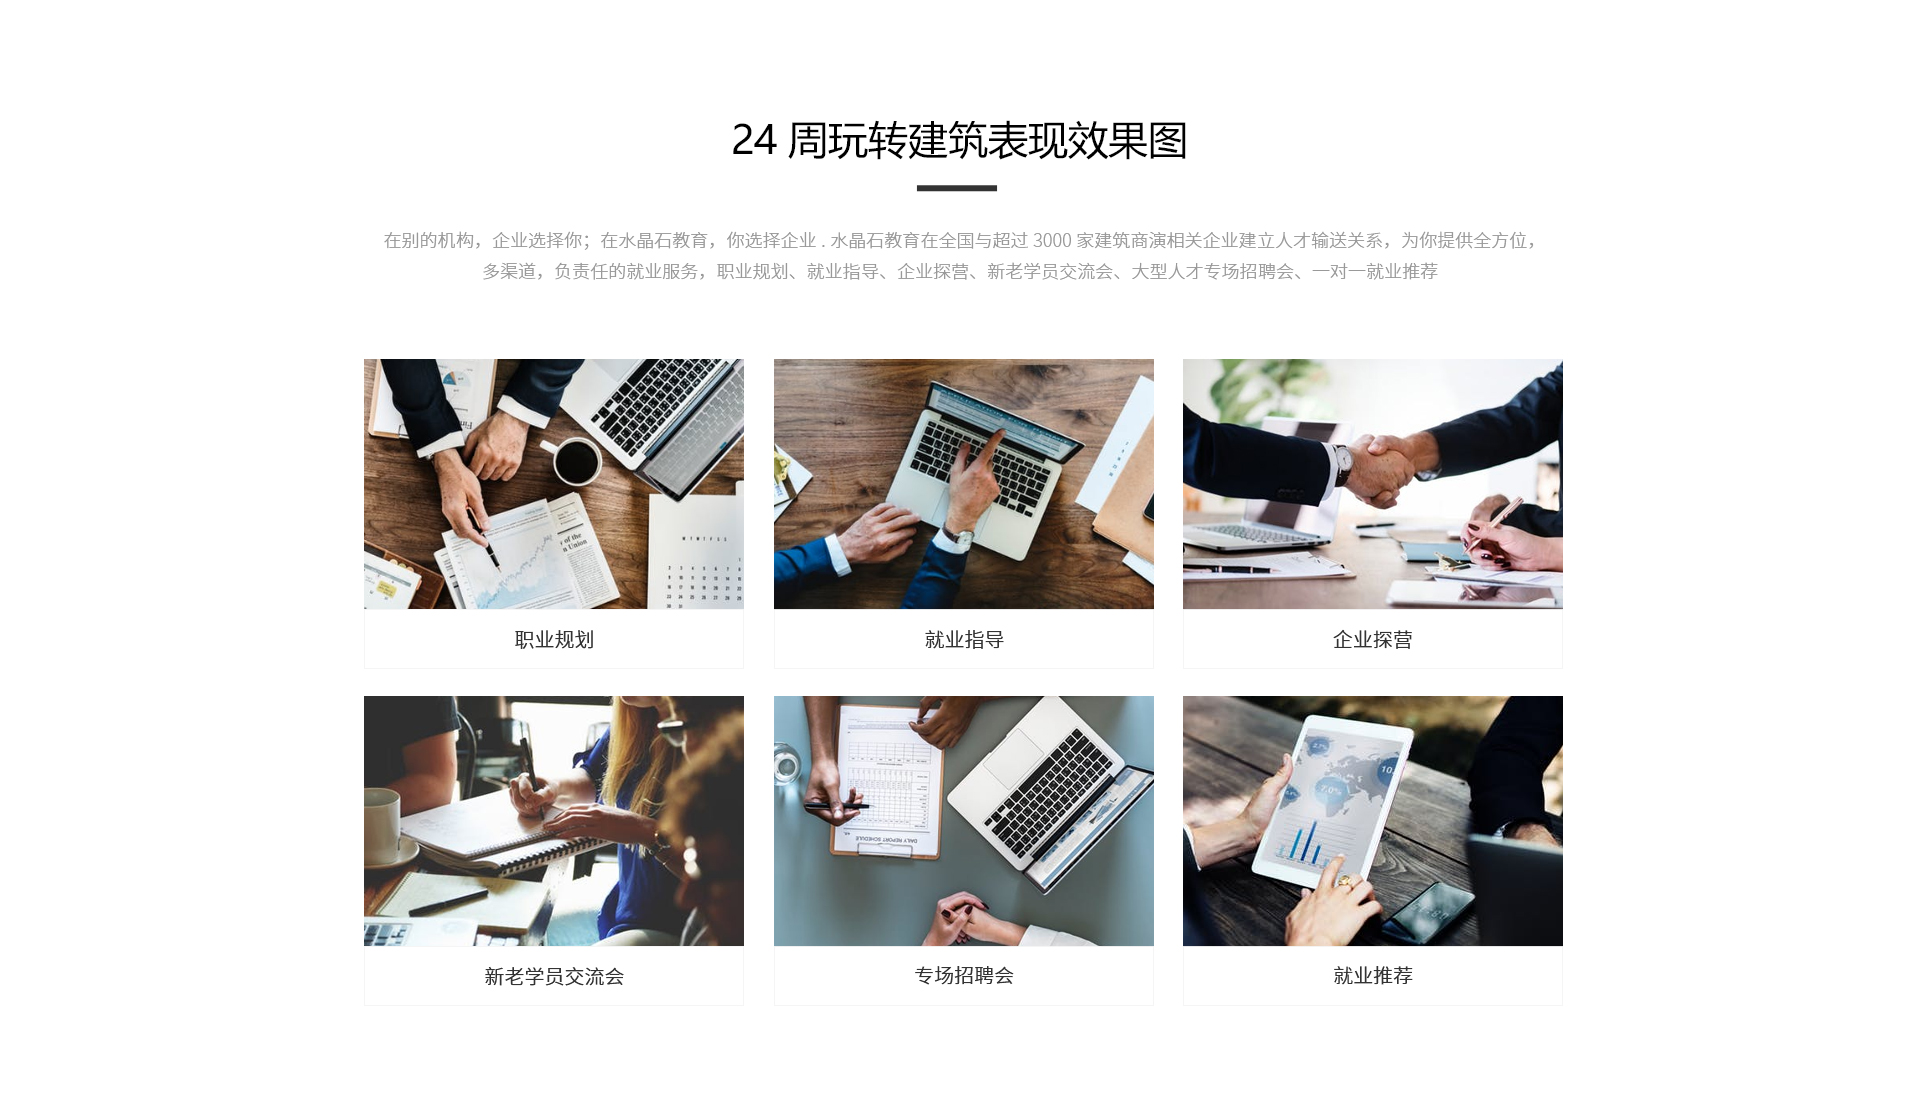 24 周玩转建筑表现效果图
在别的机构，企业选择你；在水晶石教育，你选择企业 . 水晶石教育在全国与超过 3000 家建筑商演相关企业建立人才输送关系，为你提供全方位，
多渠道，负责任的就业服务，职业规划、就业指导、企业探营、新老学员交流会、大型人才专场招聘会、一对一就业推荐
职业规划
就业指导
企业探营
新老学员交流会
专场招聘会
就业推荐